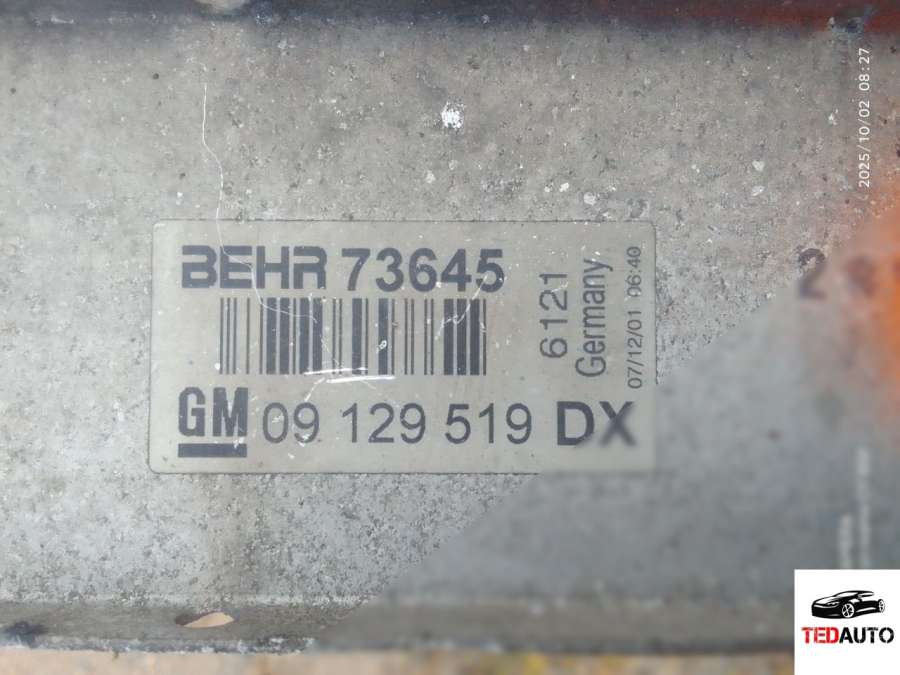 2025/10/02 08:27
BEHR 73645
6121
Germany
07/12/01 06:40
GM 09 129 519 DX
TEDAUTO